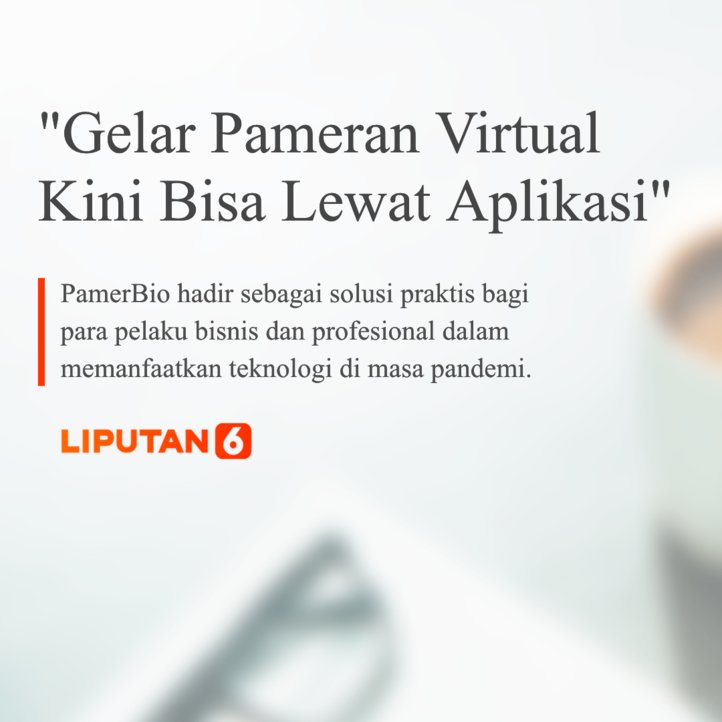 "Gelar Pameran Virtual
Kini Bisa Lewat Aplikasi"
PamerBio hadir sebagai solusi praktis bagi
para pelaku bisnis dan profesional dalam
memanfaatkan teknologi di masa pandemi.
LIPUTAN 6